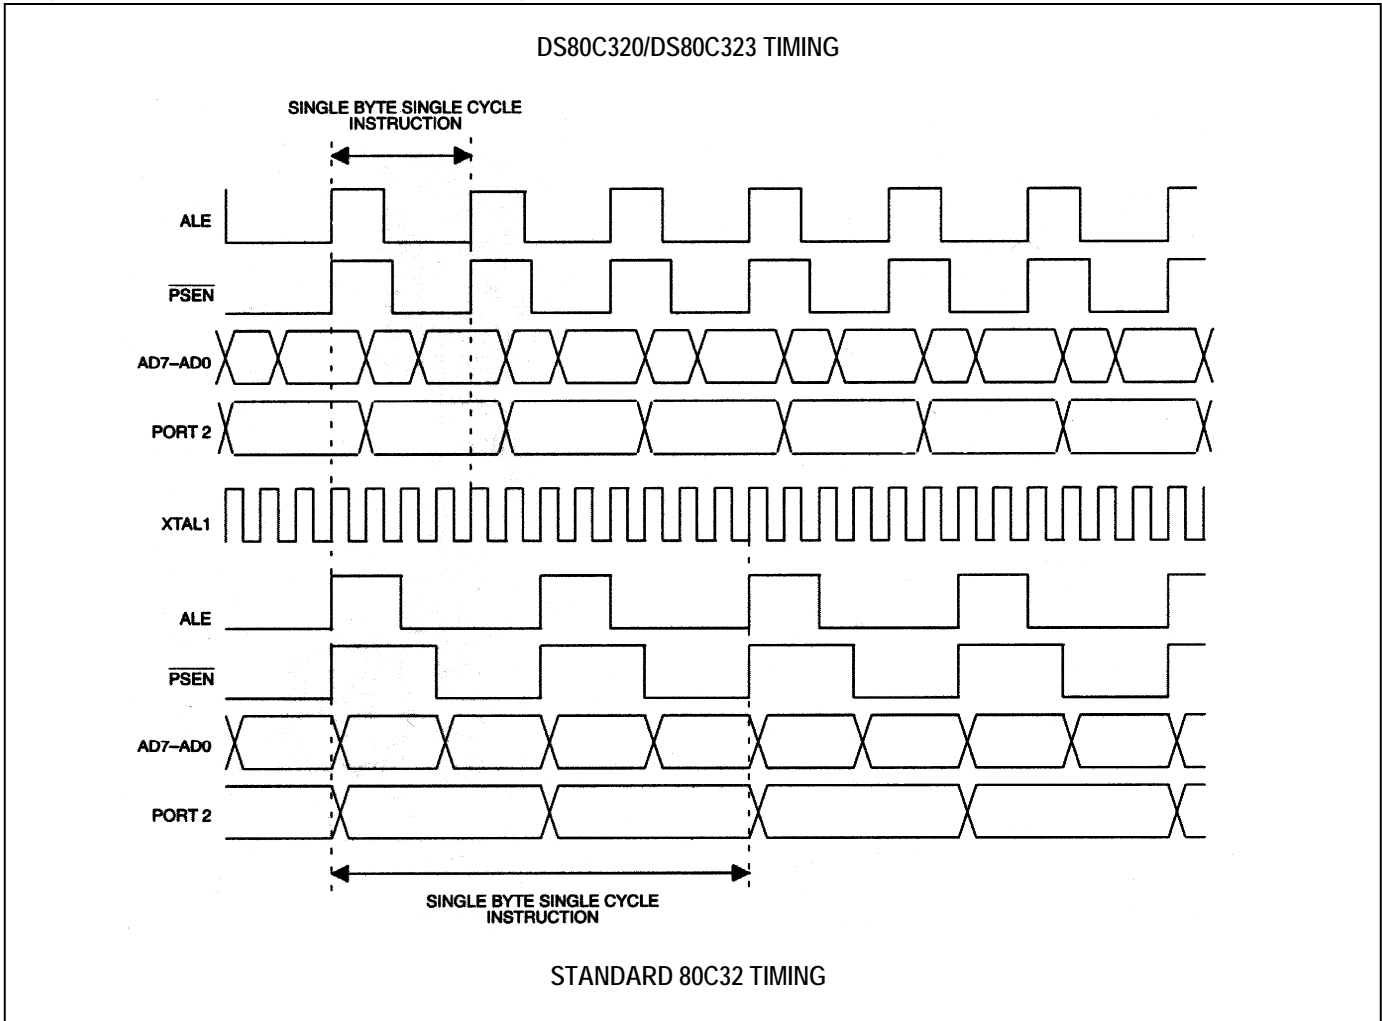 DS80C320/DS80C323 TIMING
SINGLE BYTE SINGLE CYCLE
INSTRUCTION
ALE
PSEN
AD7–AD0
PORT 2
XTAL1
ALE
PSEN
AD7–AD0
PORT 2
SINGLE BYTE SINGLE CYCLE
INSTRUCTION
STANDARD 80C32 TIMING